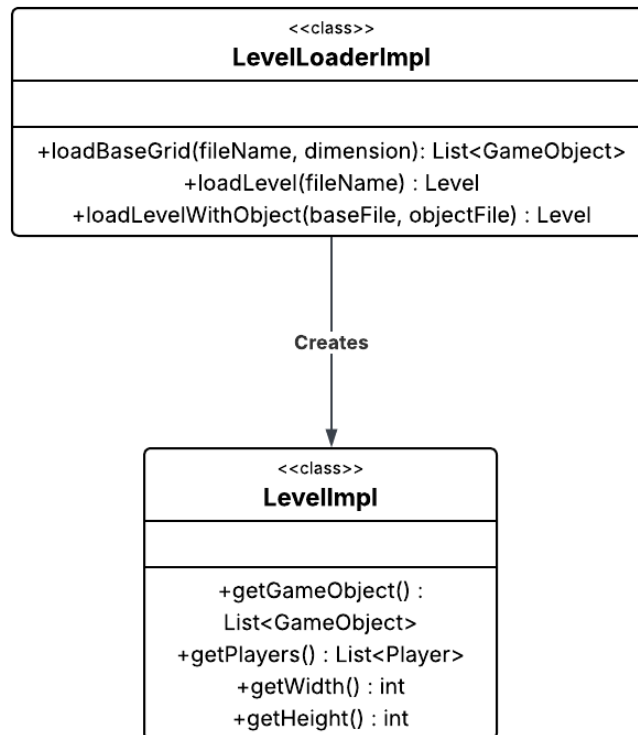 <<class>>
LevelLoaderImpl
+loadBaseGrid(fileName, dimension): List<GameObject>
+loadLevel(fileName) : Level
+loadLevelWithObject(baseFile, objectFile) : Level
Creates
<<class>>
LevelImpl
+getGameObject() :
List<GameObject>
+getPlayers() : List<Player>
+getWidth() : int
+getHeight() : int